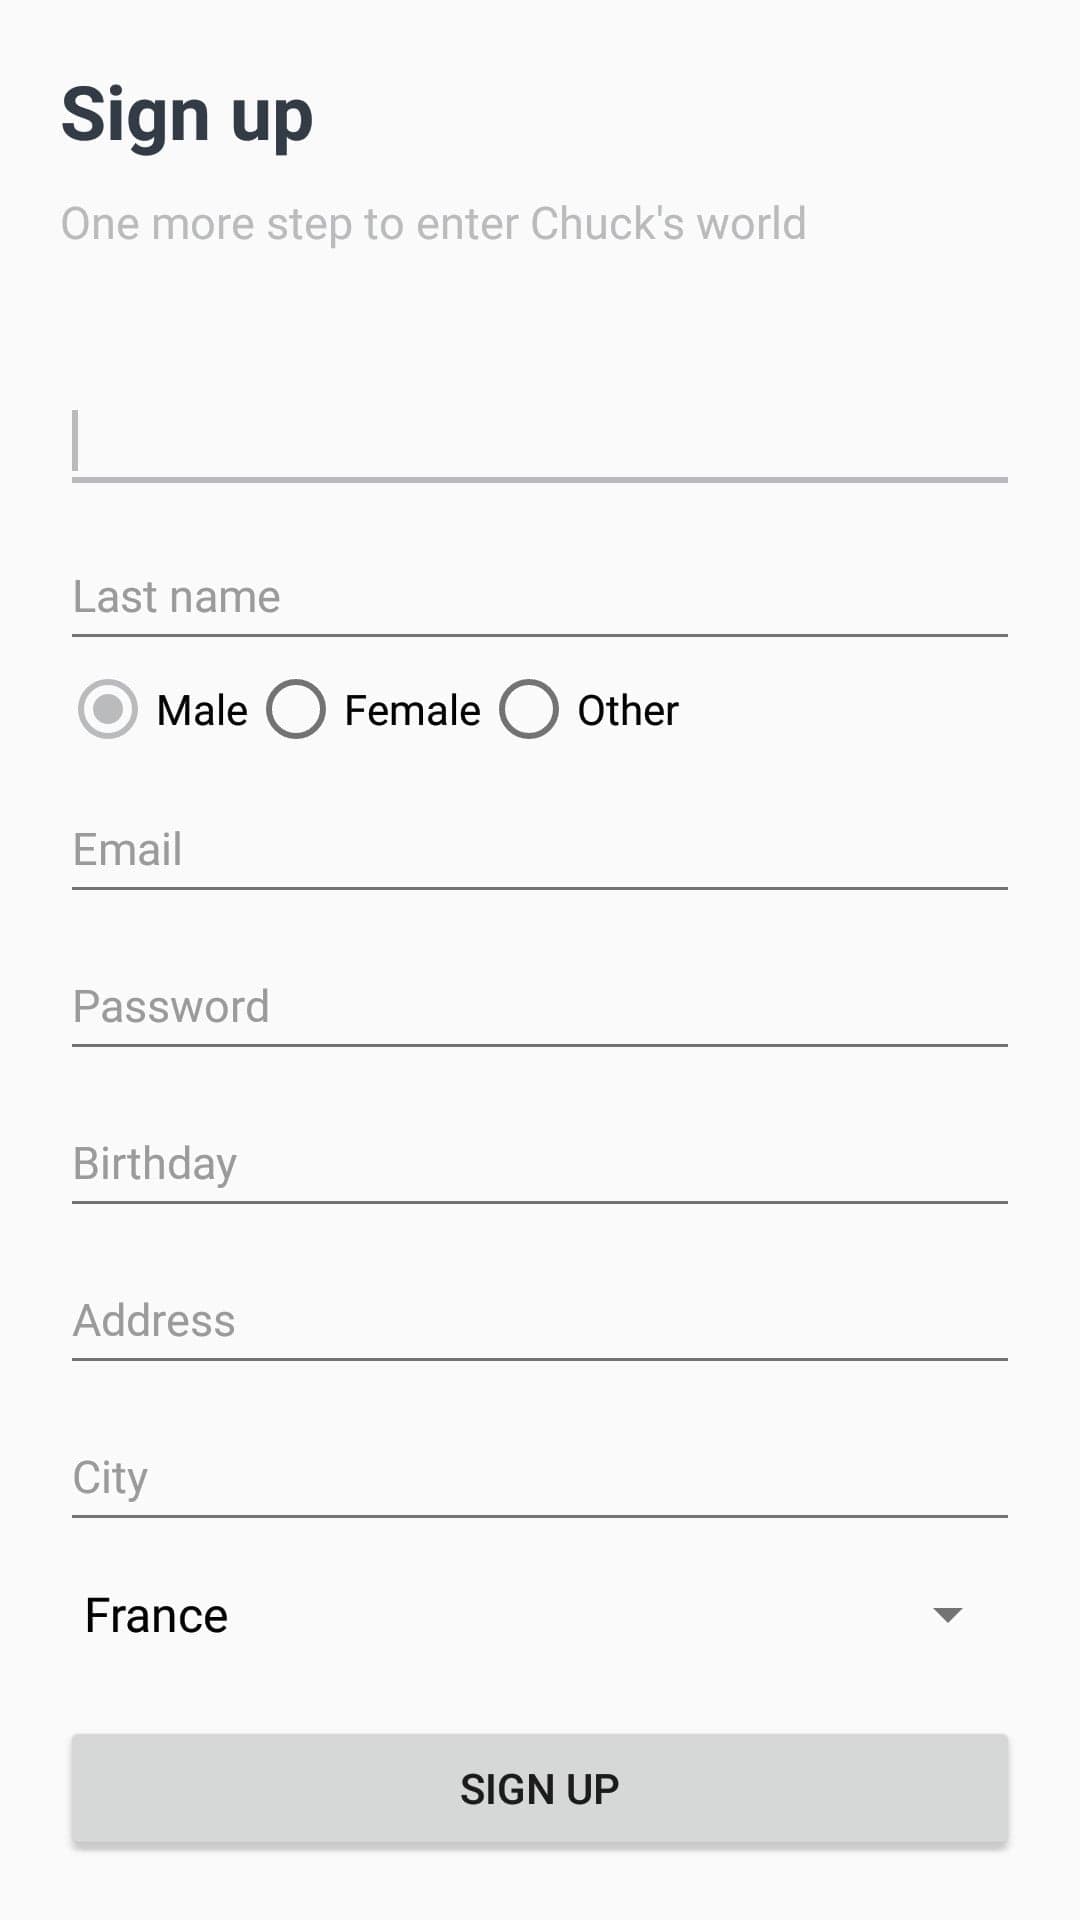 Sign up
One more step to enter Chuck's world
Last name
Male Female Other
Email
Password
Birthday
Address
City
France
SIGN UP